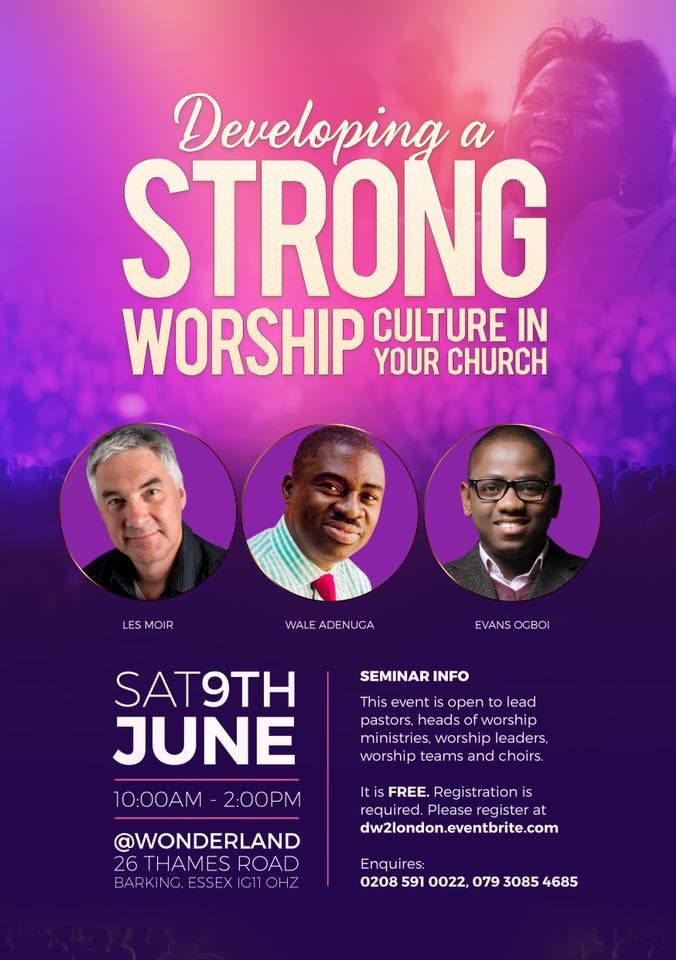 Developing a
STRONG
WORSHIP CULTURE IN
YOUR CHURCH
LES MOIR
WALE ADENUGA
EVANS OGBOI
SAT9TH
JUNE
10:00AM - 2:00PM
@WONDERLAND
26 THAMES ROAD
BARKING, ESSEX IG11 OHZ
SEMINAR INFO
This event is open to lead
pastors, heads of worship
ministries, worship leaders,
worship teams and choirs.
It is FREE. Registration is
required. Please register at
dw2london.eventbrite.com
Enquires:
0208 591 0022, 079 3085 4685